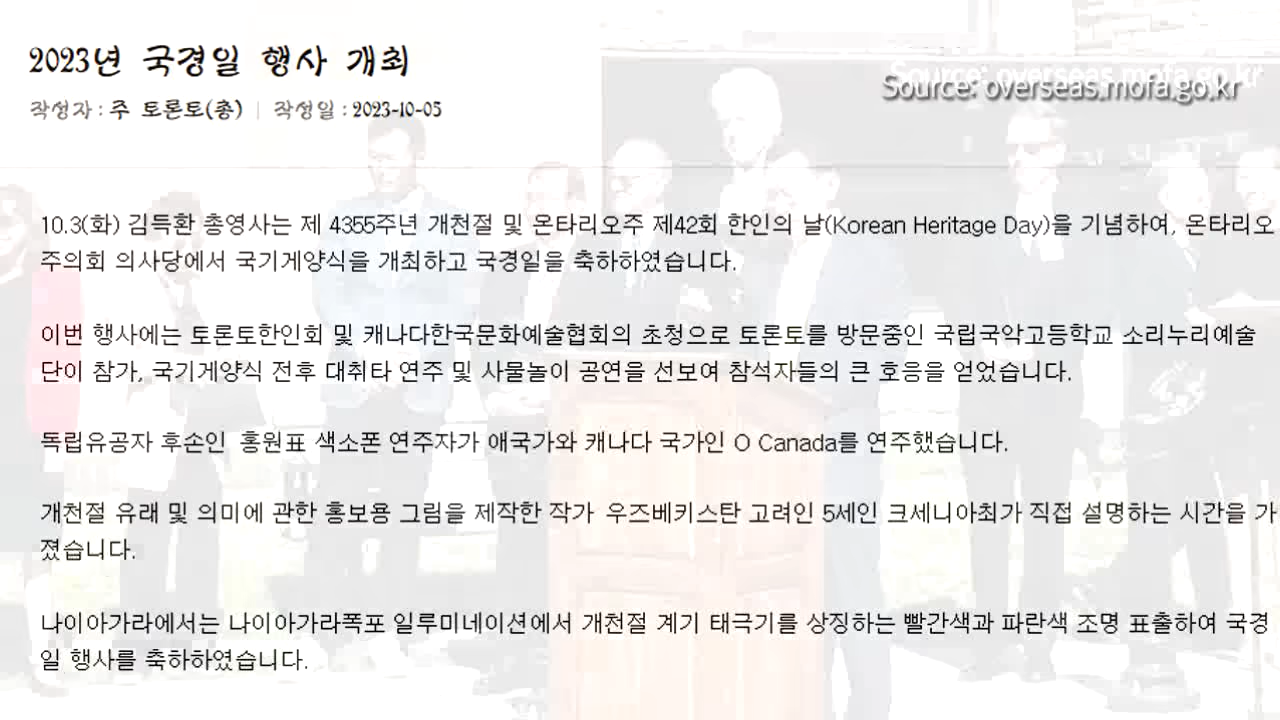 2023년 국경일 행사 개최
Source: overseas.mofa.go.kr
작성자 : 주 토론토(총) | 작성일 : 2023-10-05
10.3(화) 김득환 총영사는 제 4355주년 개천절 및 온타리오주 제42회 한인의 날(Korean Heritage Day)을 기념하여, 온타리오
주의회 의사당에서 국기게양식을 개최하고 국경일을 축하하였습니다.
이번 행사에는 토론토한인회 및 캐나다한국문화예술협회의 초청으로 토론토를 방문중인 국립국악고등학교 소리누리예술
단이 참가, 국기게양식 전후 대취타 연주 및 사물놀이 공연을 선보여 참석자들의 큰 호응을 얻었습니다.
독립유공자 후손인 홍원표 색소폰 연주자가 애국가와 캐나다 국가인 O Canada를 연주했습니다.
개천절 유래 및 의미에 관한 홍보용 그림을 제작한 작가 우즈베키스탄 고려인 5세인 크세니아최가 직접 설명하는 시간을 가
졌습니다.
나이아가라에서는 나이아가라폭포 일루미네이션에서 개천절 계기 태극기를 상징하는 빨간색과 파란색 조명 표출하여 국경
일 행사를 축하하였습니다.